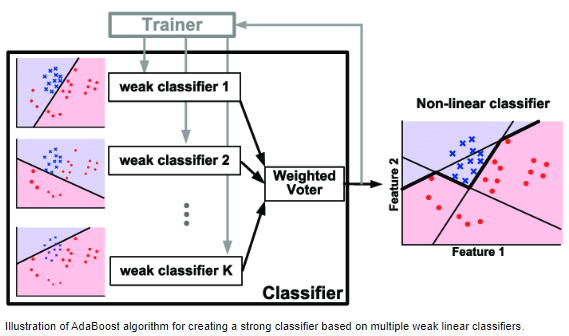 Trainer
weak classifier 1
weak classifier 2
weak classifier K
Weighted
Voter
Classifier
Non-linear classifier
Feature 2
Feature 1
Illustration of AdaBoost algorithm for creating a strong classifier based on multiple weak linear classifiers.